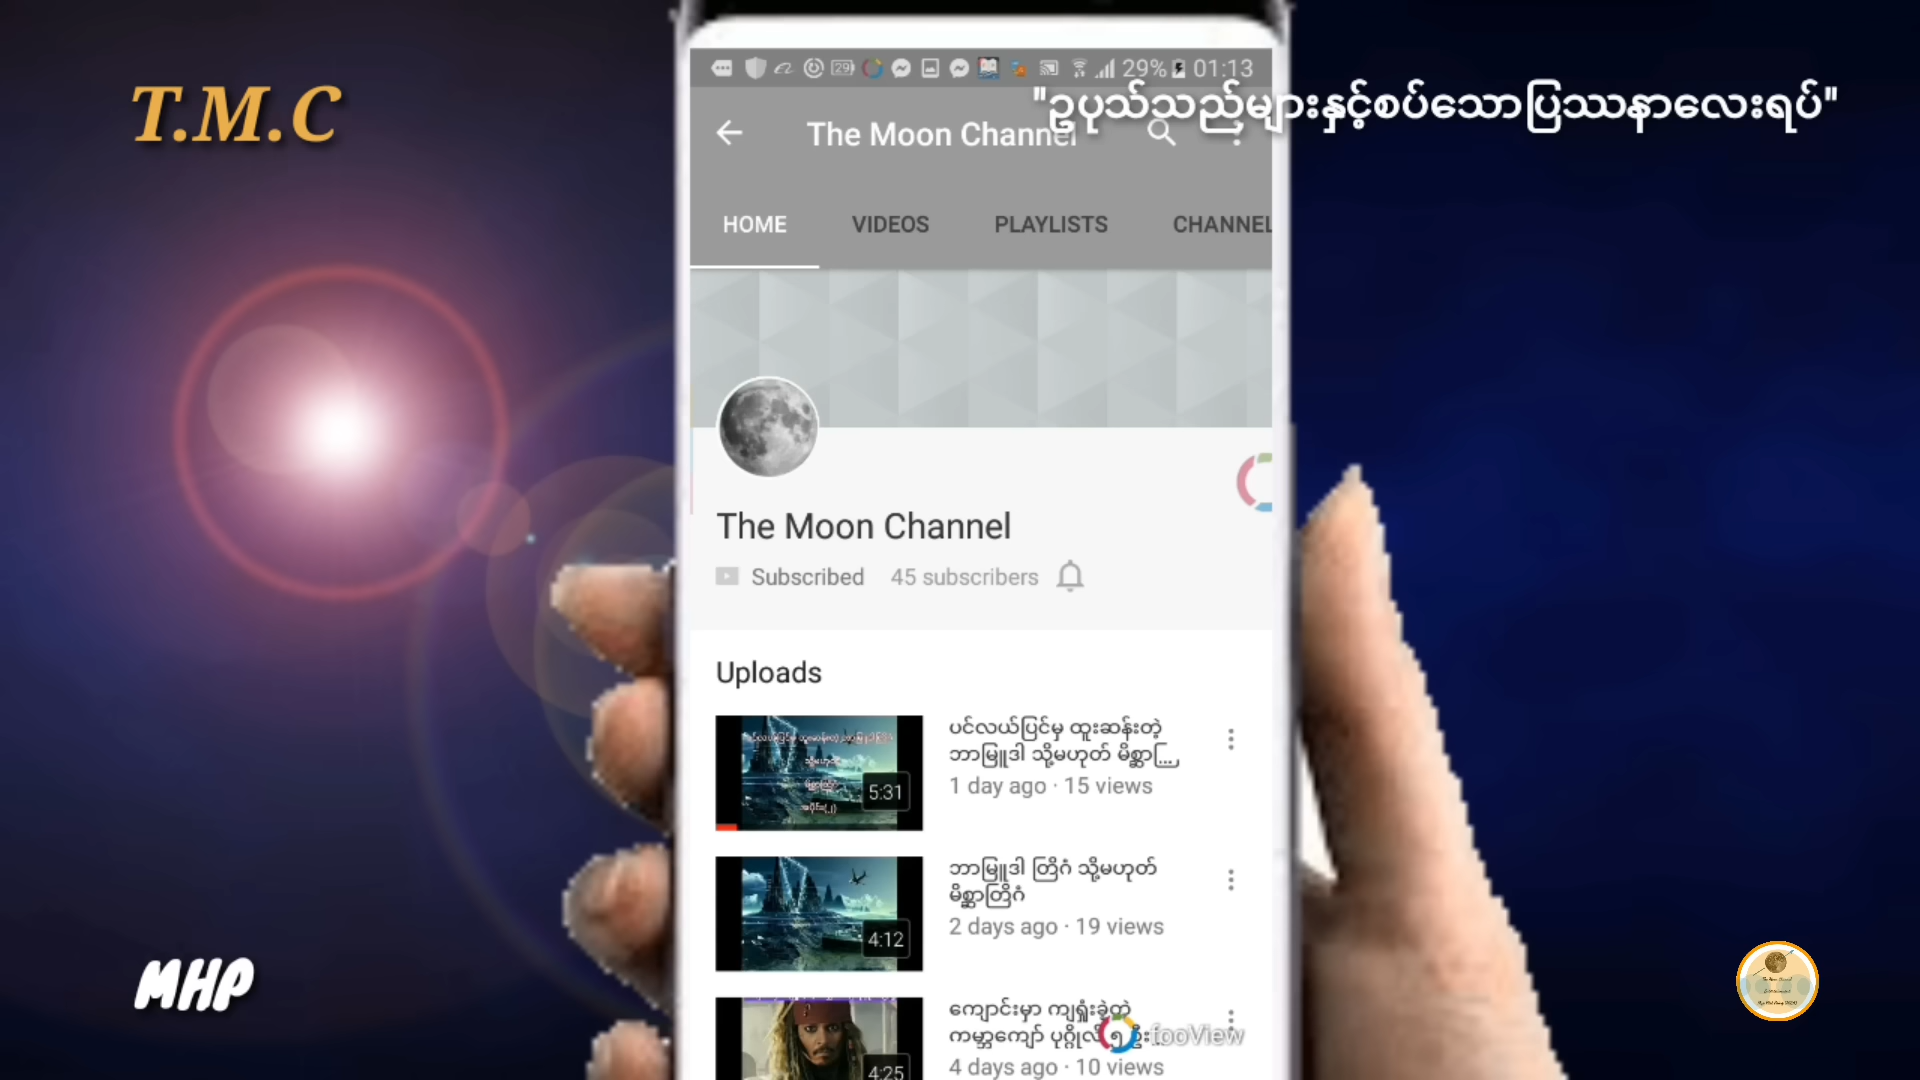 T.M.C
29% 01:13
"ဥပုသ်သည်များနှင့်စပ်သောပြဿနာလေးရပ်"
The Moon Channel
HOME VIDEOS PLAYLISTS CHANNEL
The Moon Channel
Subscribed 45 subscribers
Uploads
ပင်လယ်ပြင်မှ ထူးဆန်းတဲ့
ဘာမြူဒါ သို့မဟုတ် မိစ္ဆာ...
1 day ago · 15 views
5:31
ဘာမြူဒါ တြိဂံ သို့မဟုတ်
မိစ္ဆာတြိဂံ
2 days ago · 19 views
4:12
ကျောင်းမှာ ကျရှုံးခဲ့တဲ့
ကမ္ဘာကျော် ပုဂ္ဂိုလ် ၅ ဦး...
4 days ago · 10 views
4:25
fooView
MHP